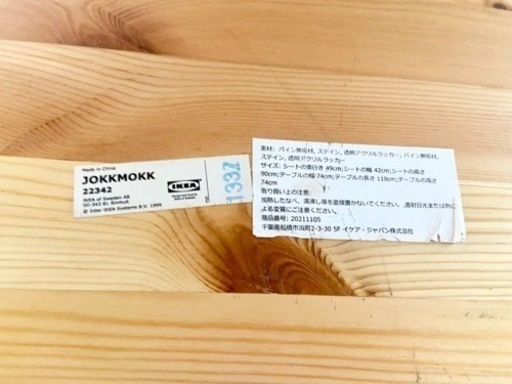 Made in China
JOKKMOKK
22342
IKEA of Sweden AB
SE-343 81 Älmhult
© Inter IKEA Systems B.V. 1999
IKEA
1337
素材: パイン無垢材, ステイン, 透明アクリルラッカー; パイン無垢材,
ステイン, 透明アクリルラッカー
サイズ: シートの奥行き 49cm;シートの幅 42cm;シートの高さ
90cm;テーブルの幅 74cm;テーブルの長さ 118cm;テーブルの高さ
74cm
取り扱い上の注意:
加熱したなべ、湯沸し等を直接置かないでください。,直射日光または熱に
よる変質にご注意ください。
商品番号: 20211105
千葉県船橋市浜町2-3-30 5F イケア・ジャパン株式会社